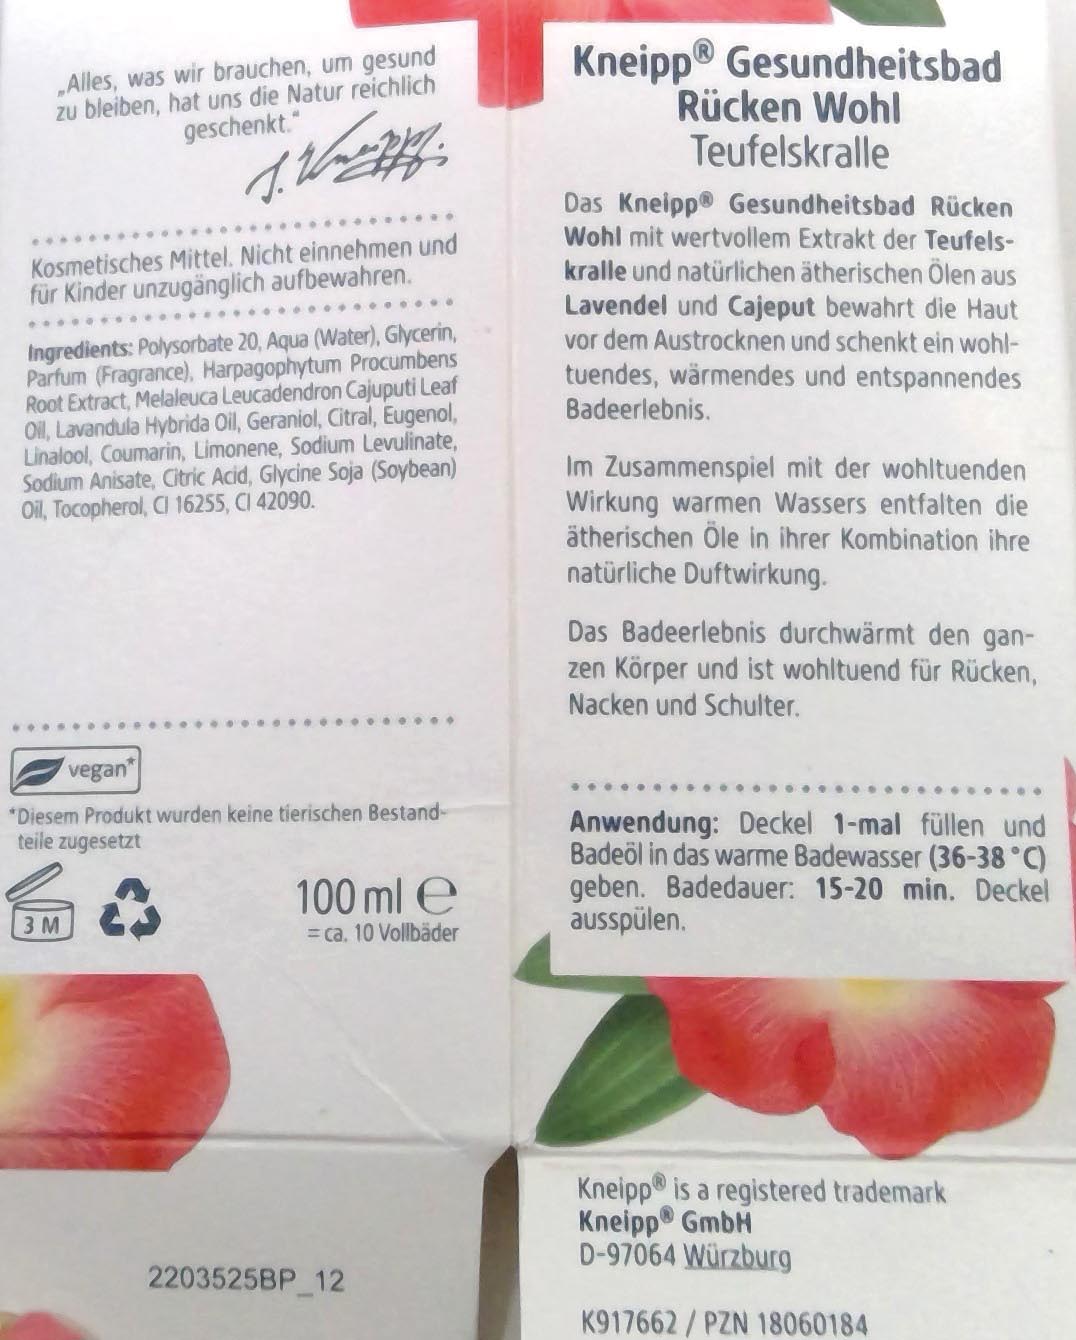 „Alles, was wir brauchen, um gesund
zu bleiben, hat uns die Natur reichlich
geschenkt.“
Kosmetisches Mittel. Nicht einnehmen und
für Kinder unzugänglich aufbewahren.
Ingredients: Polysorbate 20, Aqua (Water), Glycerin,
Parfum (Fragrance), Harpagophytum Procumbens
Root Extract, Melaleuca Leucadendron Cajuputi Leaf
Oil, Lavandula Hybrida Oil, Geraniol, Citral, Eugenol,
Linalool, Coumarin, Limonene, Sodium Levulinate,
Sodium Anisate, Citric Acid, Glycine Soja (Soybean)
Oil, Tocopherol, CI 16255, CI 42090.
vegan*
*Diesem Produkt wurden keine tierischen Bestand-
teile zugesetzt
3 M
100 ml ℮
= ca. 10 Vollbäder
2203525BP_12
Kneipp® Gesundheitsbad
Rücken Wohl
Teufelskralle
Das Kneipp® Gesundheitsbad Rücken
Wohl mit wertvollem Extrakt der Teufels-
kralle und natürlichen ätherischen Ölen aus
Lavendel und Cajeput bewahrt die Haut
vor dem Austrocknen und schenkt ein wohl-
tuendes, wärmendes und entspannendes
Badeerlebnis.
Im Zusammenspiel mit der wohltuenden
Wirkung warmen Wassers entfalten die
ätherischen Öle in ihrer Kombination ihre
natürliche Duftwirkung.
Das Badeerlebnis durchwärmt den gan-
zen Körper und ist wohltuend für Rücken,
Nacken und Schulter.
Anwendung: Deckel 1-mal füllen und
Badeöl in das warme Badewasser (36-38 °C)
geben. Badedauer: 15-20 min. Deckel
ausspülen.
Kneipp® is a registered trademark
Kneipp® GmbH
D-97064 Würzburg
K917662 / PZN 18060184